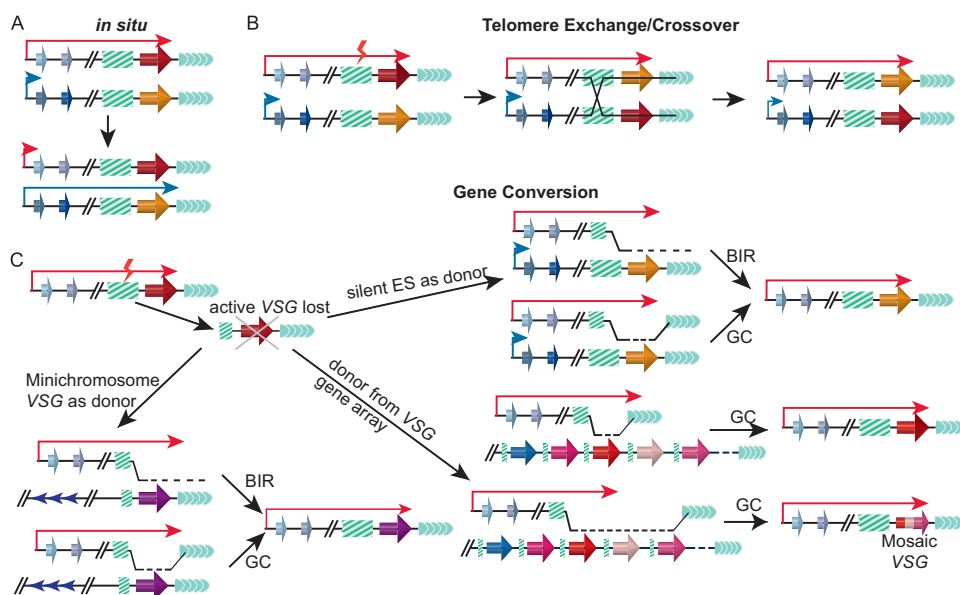 A
in situ
B
Telomere Exchange/Crossover
Gene Conversion
C
active VSG lost
silent ES as donor
BIR
GC
Minichromosome
VSG as donor
donor from VSG
gene array
BIR
GC
GC
GC
Mosaic
VSG